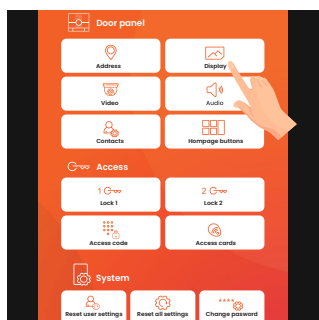 Door panel
Address
Display
Video
Audio
Contacts
Hompage buttons
Access
1
Lock 1
2
Lock 2
Access code
Access cards
System
Reset user settings
Reset all settings
Change pasword